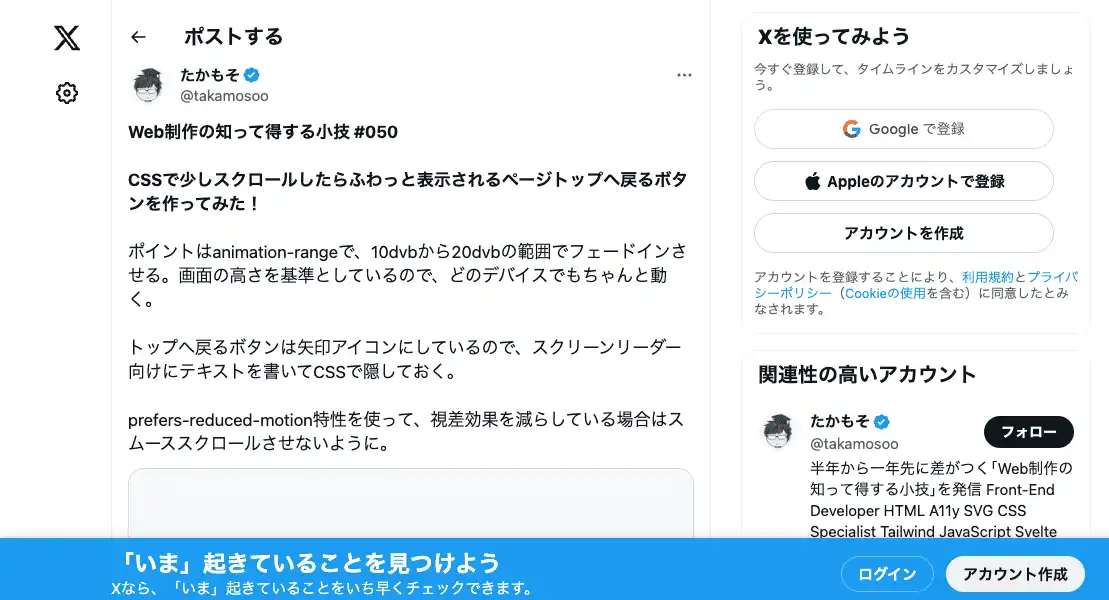 ポストする
たかもそ
@takamosoo
Web制作の知って得する小技 #050
CSSで少しスクロールしたらふわっと表示されるページトップへ戻るボタ
ンを作ってみた！
ポイントはanimation-rangeで、10dvbから20dvbの範囲でフェードインさ
せる。画面の高さを基準としているので、どのデバイスでもちゃんと動
く。
トップへ戻るボタンは矢印アイコンにしているので、スクリーンリーダー
向けにテキストを書いてCSSで隠しておく。
prefers-reduced-motion特性を使って、視差効果を減らしている場合はス
ムーススクロールさせないように。
Xを使ってみよう
今すぐ登録して、タイムラインをカスタマイズしましょ
う。
Google で登録
Appleのアカウントで登録
アカウントを作成
アカウントを登録することにより、利用規約とプライバ
シーポリシー（Cookieの使用を含む）に同意したとみ
なされます。
関連性の高いアカウント
たかもそ
@takamosoo
フォロー
半年から一年先に差がつく｢Web制作の
知って得する小技｣を発信 Front-End
Developer HTML A11y SVG CSS
Specialist Tailwind JavaScript Svelte
「いま」起きていることを見つけよう
Xなら、「いま」起きていることをいち早くチェックできます。
ログイン
アカウント作成